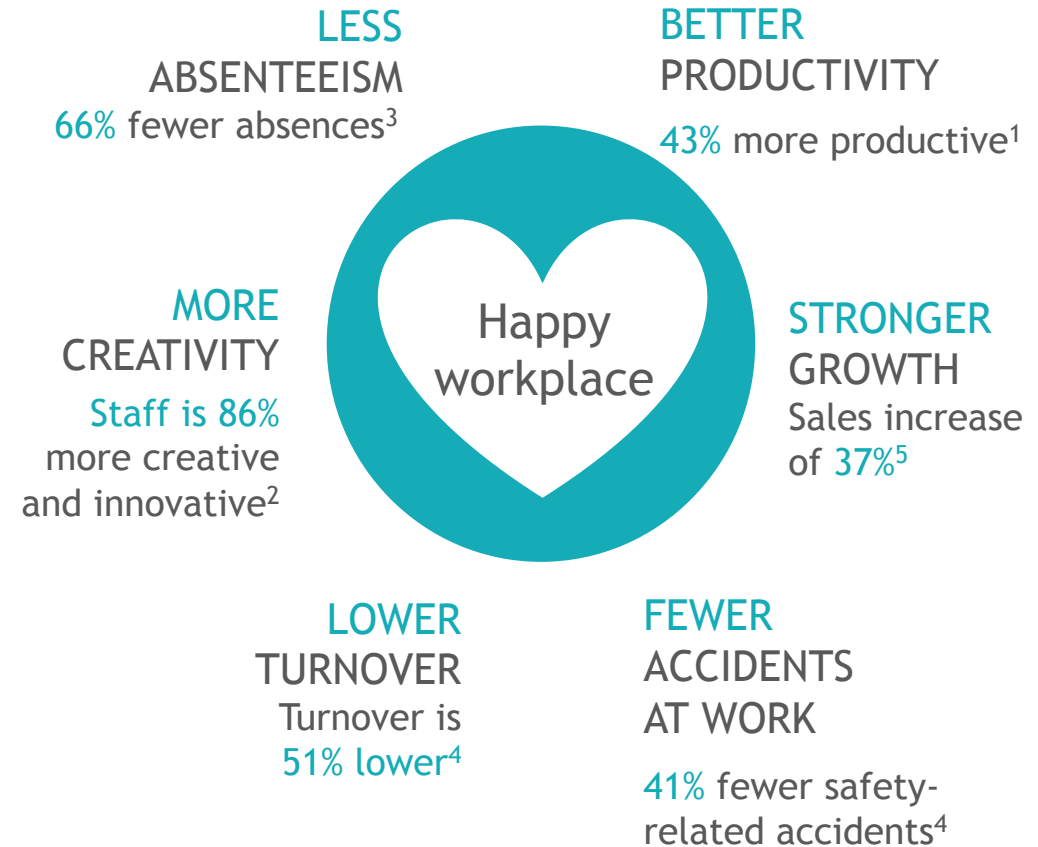 LESS
ABSENTEEISM
66% fewer absences³
BETTER
PRODUCTIVITY
43% more productive¹
MORE
CREATIVITY
Staff is 86%
more creative
and innovative²
Happy
workplace
STRONGER
GROWTH
Sales increase
of 37%⁵
LOWER
TURNOVER
Turnover is
51% lower⁴
FEWER
ACCIDENTS
AT WORK
41% fewer safety-
related accidents⁴